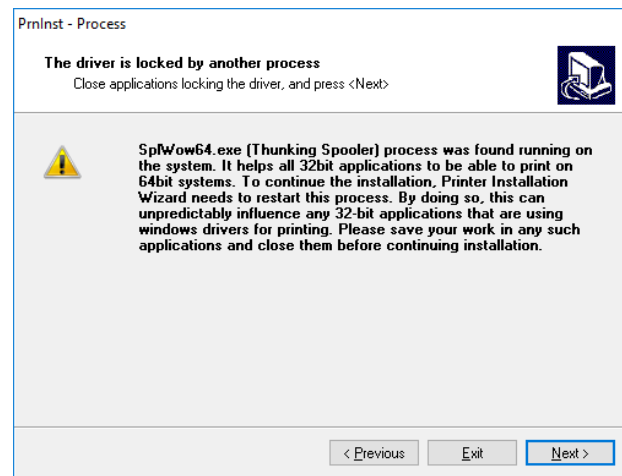 PrnInst - Process
The driver is locked by another process
Close applications locking the driver, and press <Next>
SplWow64.exe (Thunking Spooler) process was found running on
the system. It helps all 32bit applications to be able to print on
64bit systems. To continue the installation, Printer Installation
Wizard needs to restart this process. By doing so, this can
unpredictably influence any 32-bit applications that are using
windows drivers for printing. Please save your work in any such
applications and close them before continuing installation.
< Previous
Exit
Next >